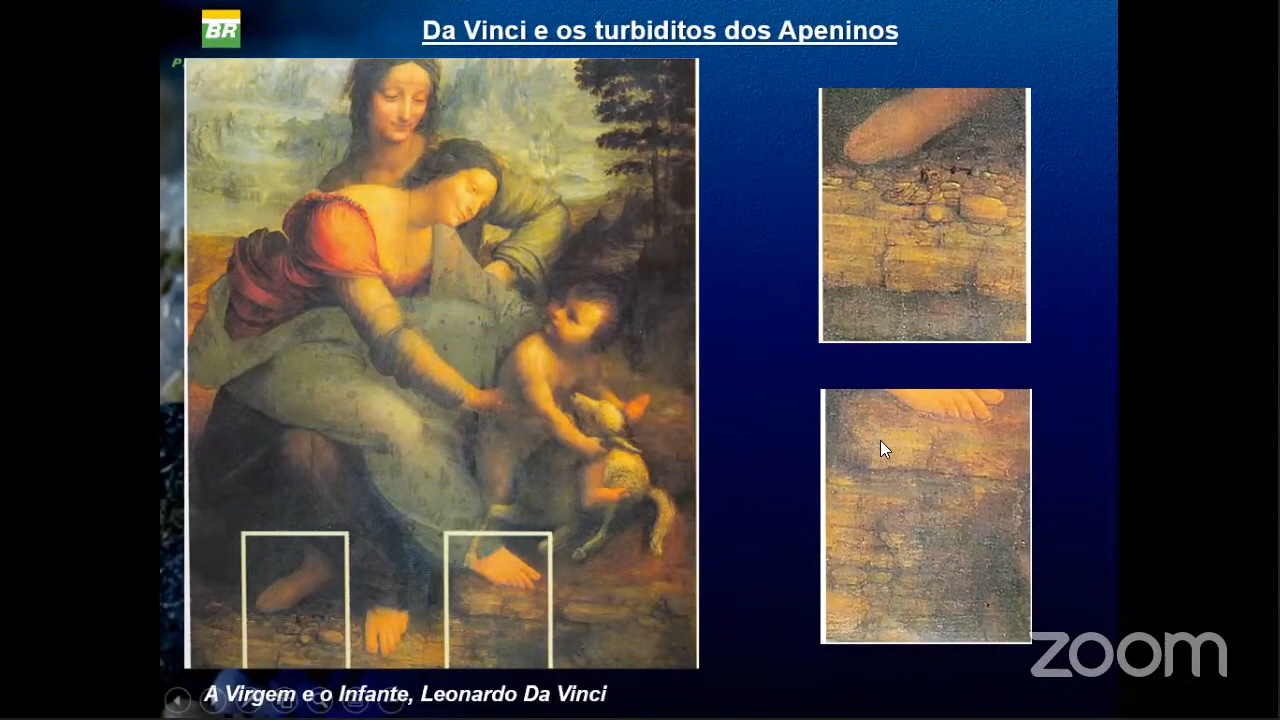 BR
Da Vinci e os turbiditos dos Apeninos
A Virgem e o Infante, Leonardo Da Vinci
zoom